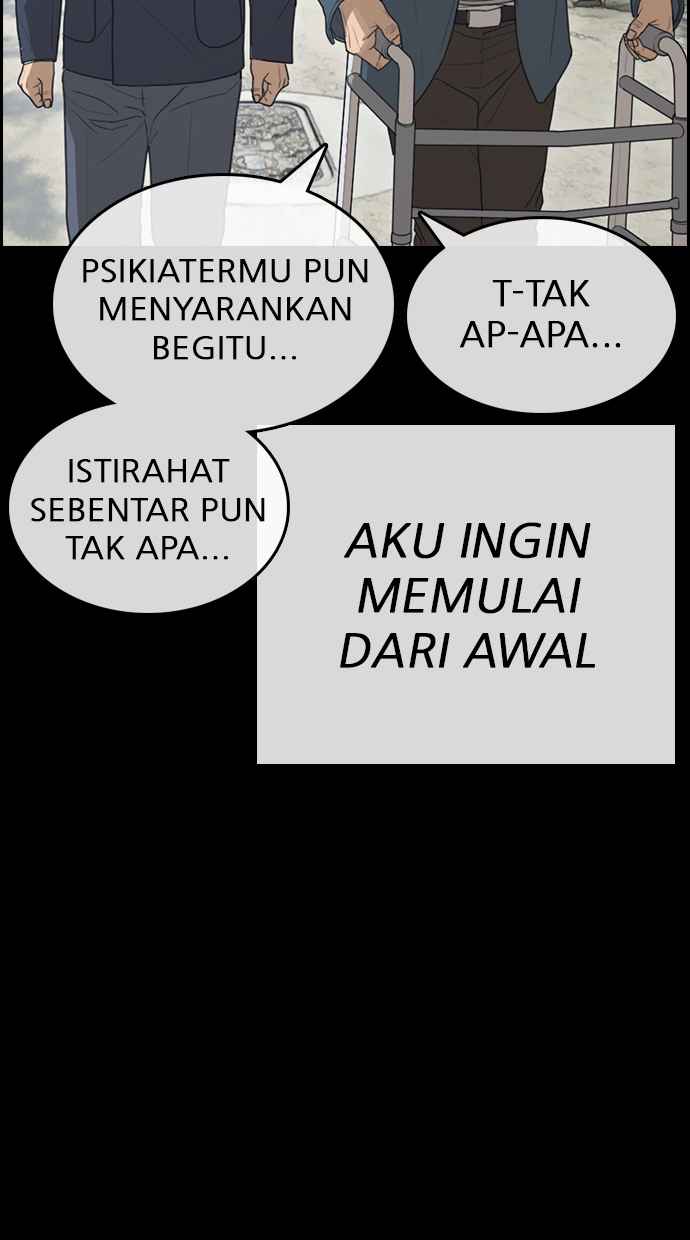 PSIKIATERMU PUN
MENYARANKAN
BEGITU...
T-TAK
AP-APA...
ISTIRAHAT
SEBENTAR PUN
TAK APA...
AKU INGIN
MEMULAI
DARI AWAL